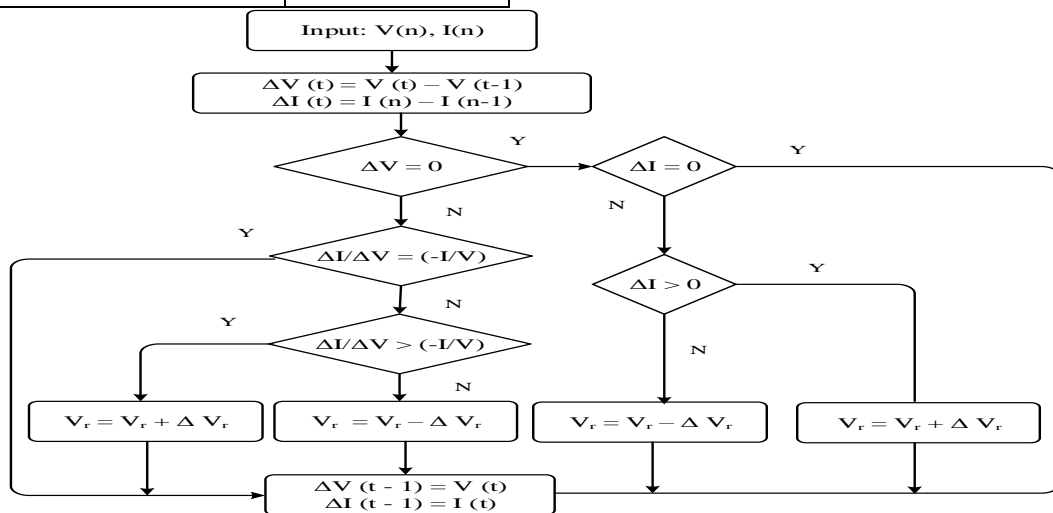 Input: V(n), I(n)
ΔV (t) = V (t) – V (t-1)
ΔI (t) = I (n) – I (n-1)
Y
Y
ΔV = 0
ΔI = 0
N
N
Y
ΔI/ΔV = (-I/V)
Y
ΔI > 0
N
Y
ΔI/ΔV > (-I/V)
N
N
Vᵣ = Vᵣ + Δ Vᵣ
Vᵣ = Vᵣ – Δ Vᵣ
Vᵣ = Vᵣ – Δ Vᵣ
Vᵣ = Vᵣ + Δ Vᵣ
ΔV (t - 1) = V (t)
ΔI (t - 1) = I (t)